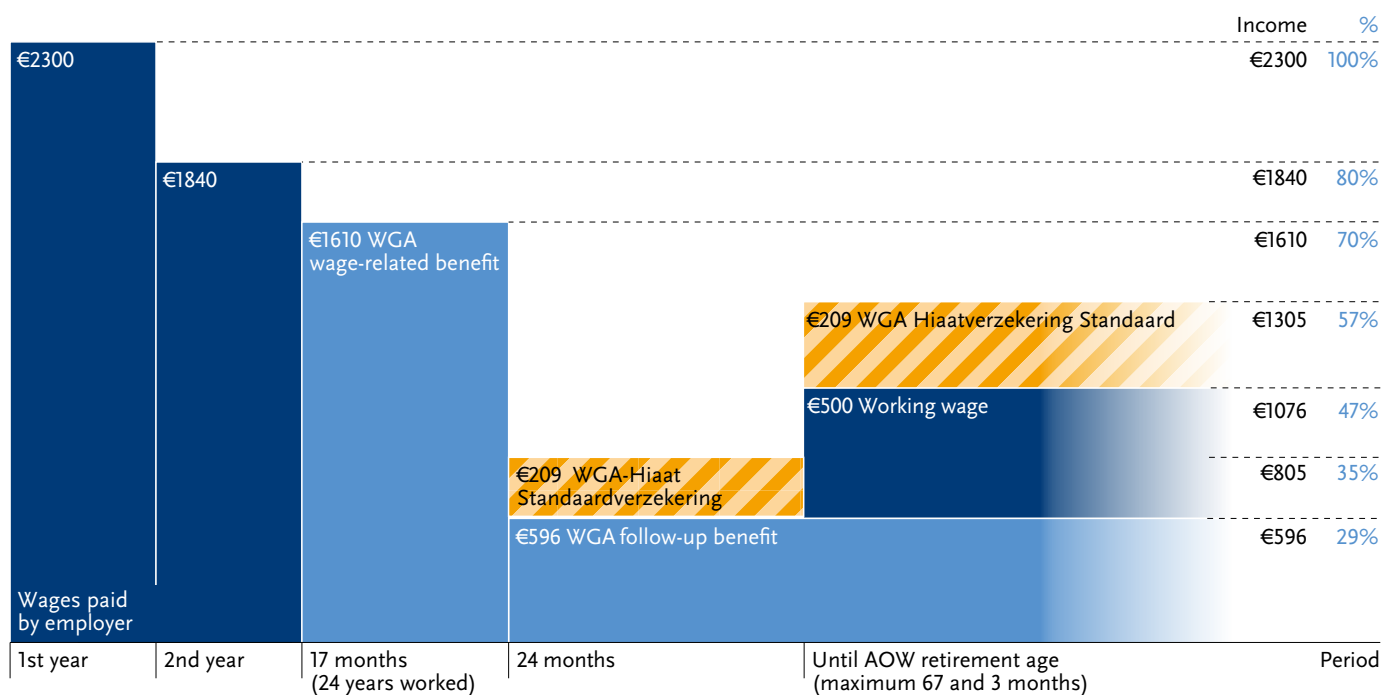 Income %
€2300 €2300 100%
€1840 €1840 80%
€1610 WGA €1610 70%
wage-related benefit
€209 WGA Hiaatverzekering Standaard €1305 57%
€500 Working wage €1076 47%
€209 WGA-Hiaat €805 35%
Standaardverzekering
€596 WGA follow-up benefit €596 29%
Wages paid
by employer
1st year 2nd year 17 months 24 months Until AOW retirement age Period
(24 years worked) (maximum 67 and 3 months)